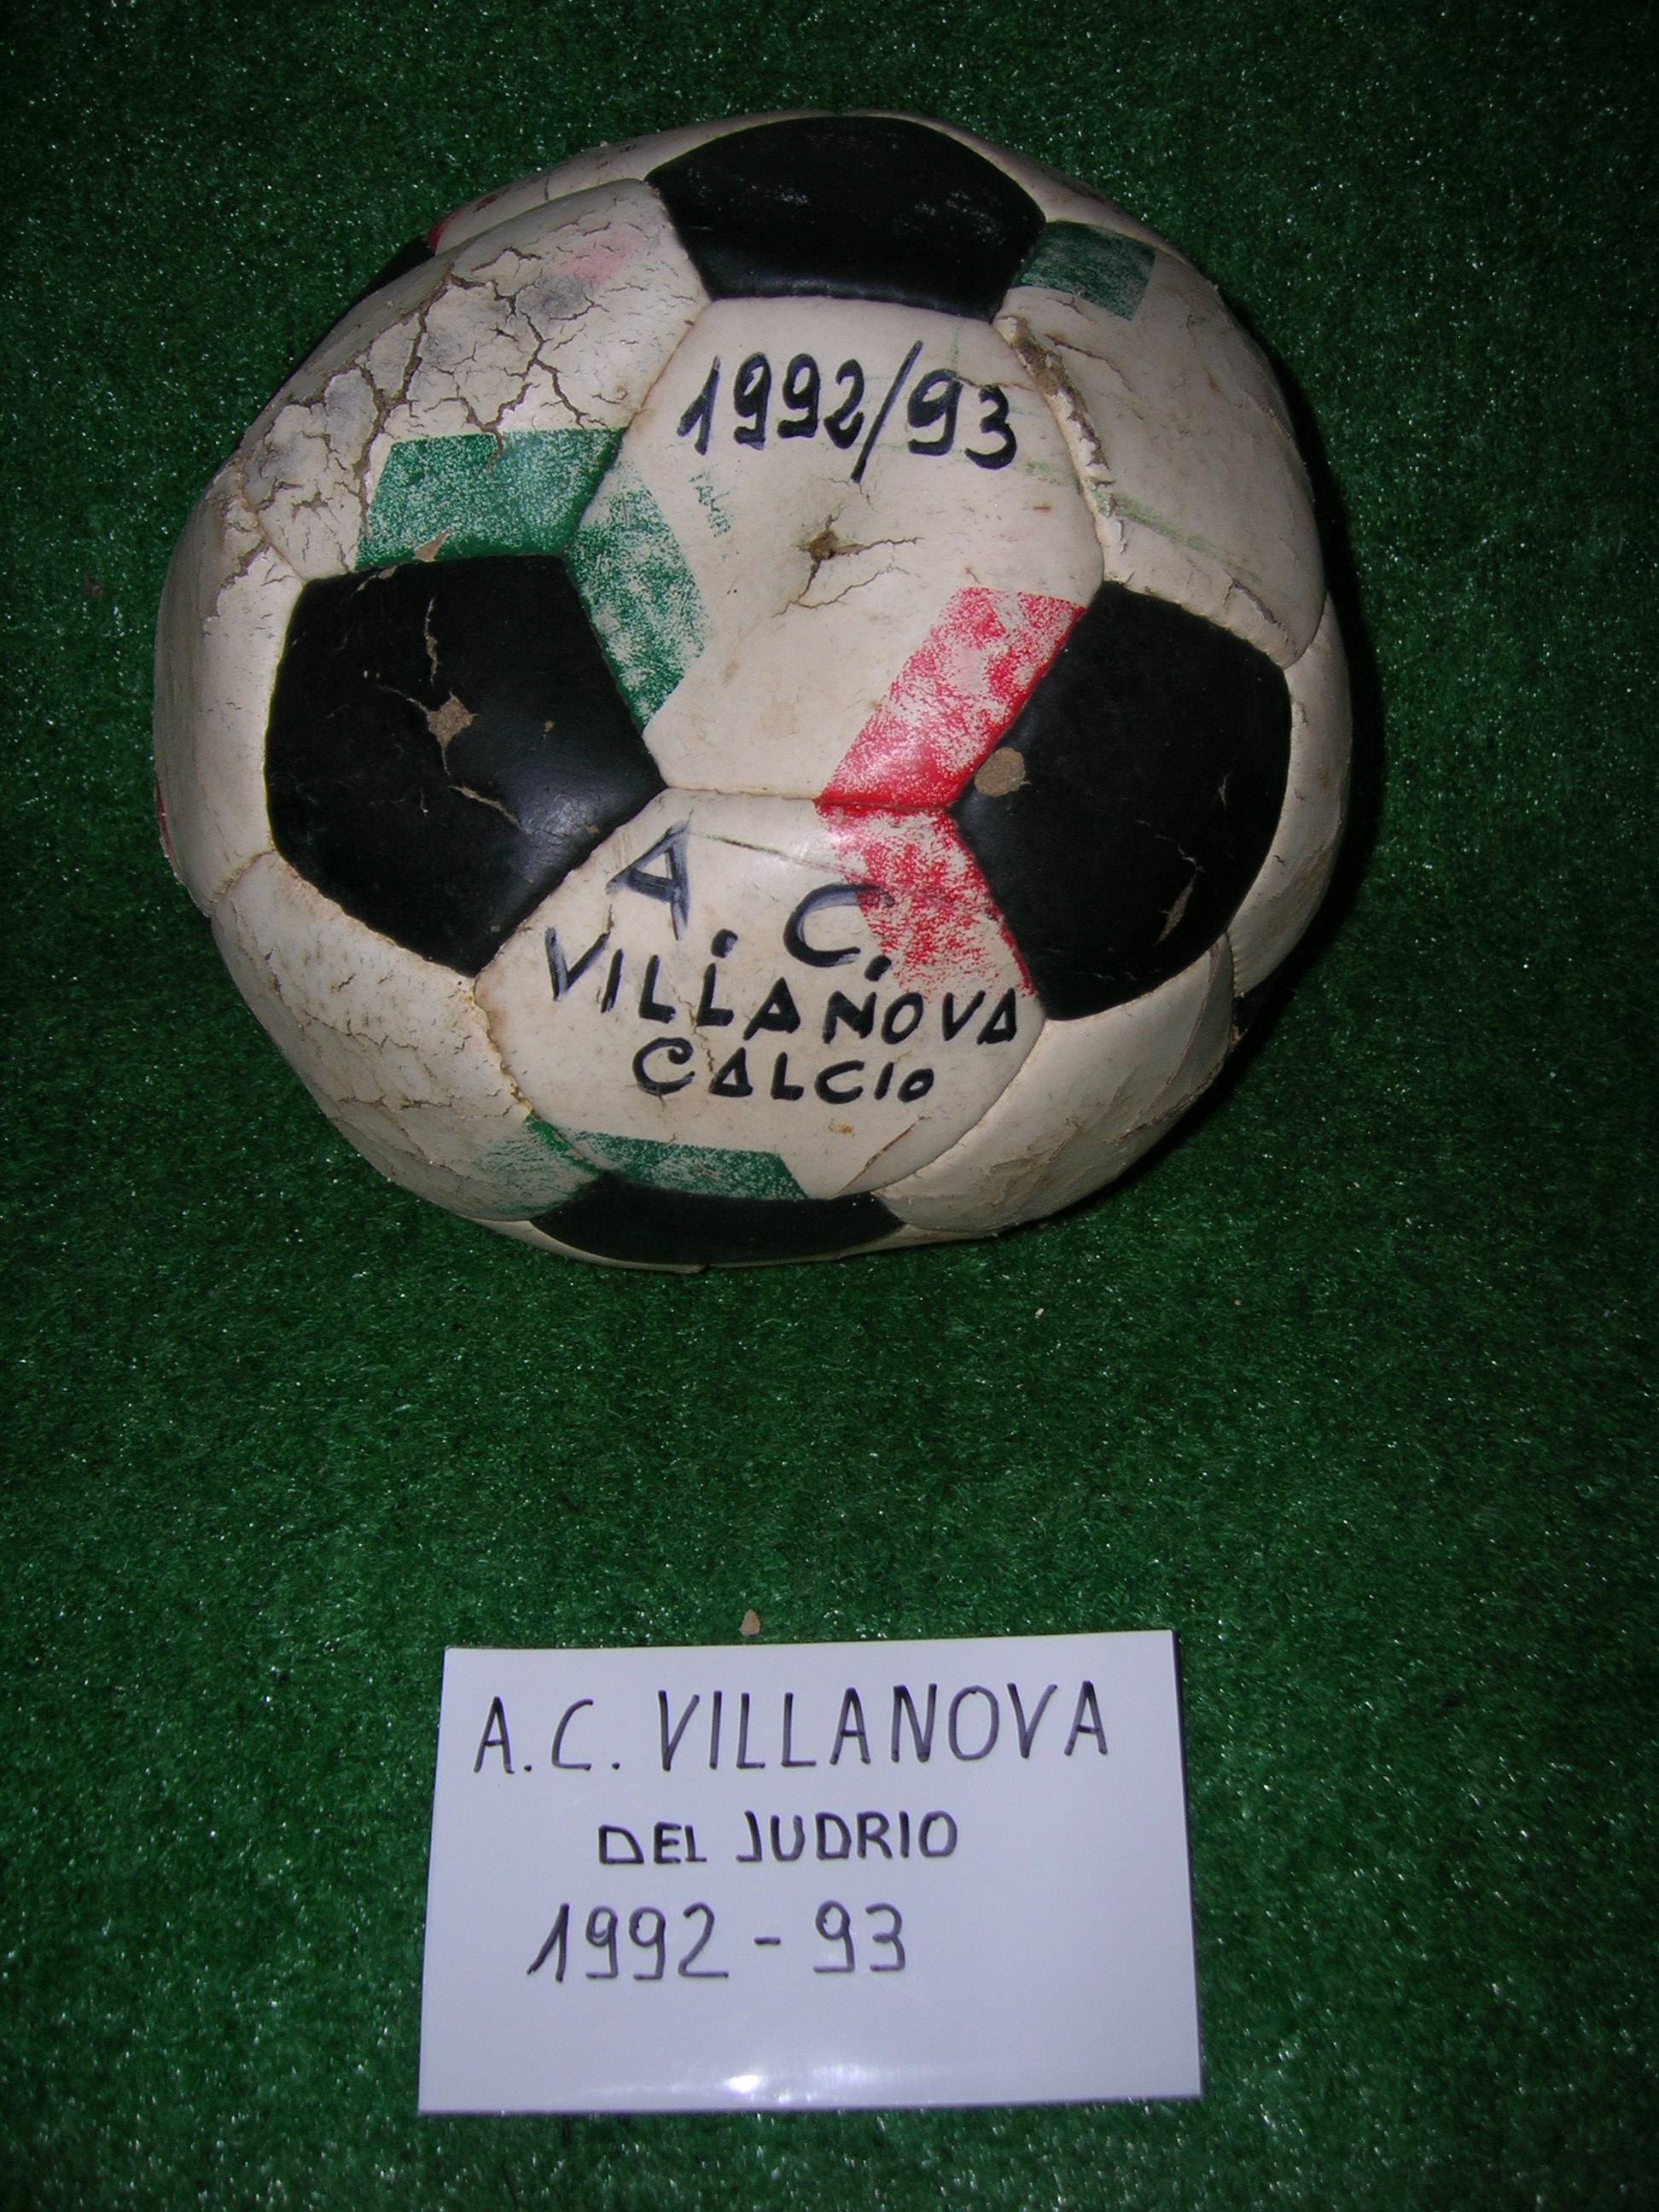 1992/93
A. C.
VILLANOVA
CALCIO
A. C. VILLANOVA
DEL JUDRIO
1992 - 93